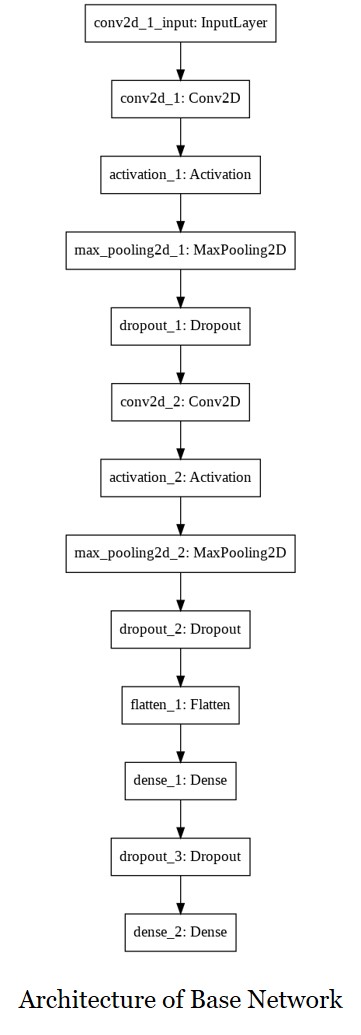 conv2d_1_input: InputLayer
conv2d_1: Conv2D
activation_1: Activation
max_pooling2d_1: MaxPooling2D
dropout_1: Dropout
conv2d_2: Conv2D
activation_2: Activation
max_pooling2d_2: MaxPooling2D
dropout_2: Dropout
flatten_1: Flatten
dense_1: Dense
dropout_3: Dropout
dense_2: Dense
Architecture of Base Network